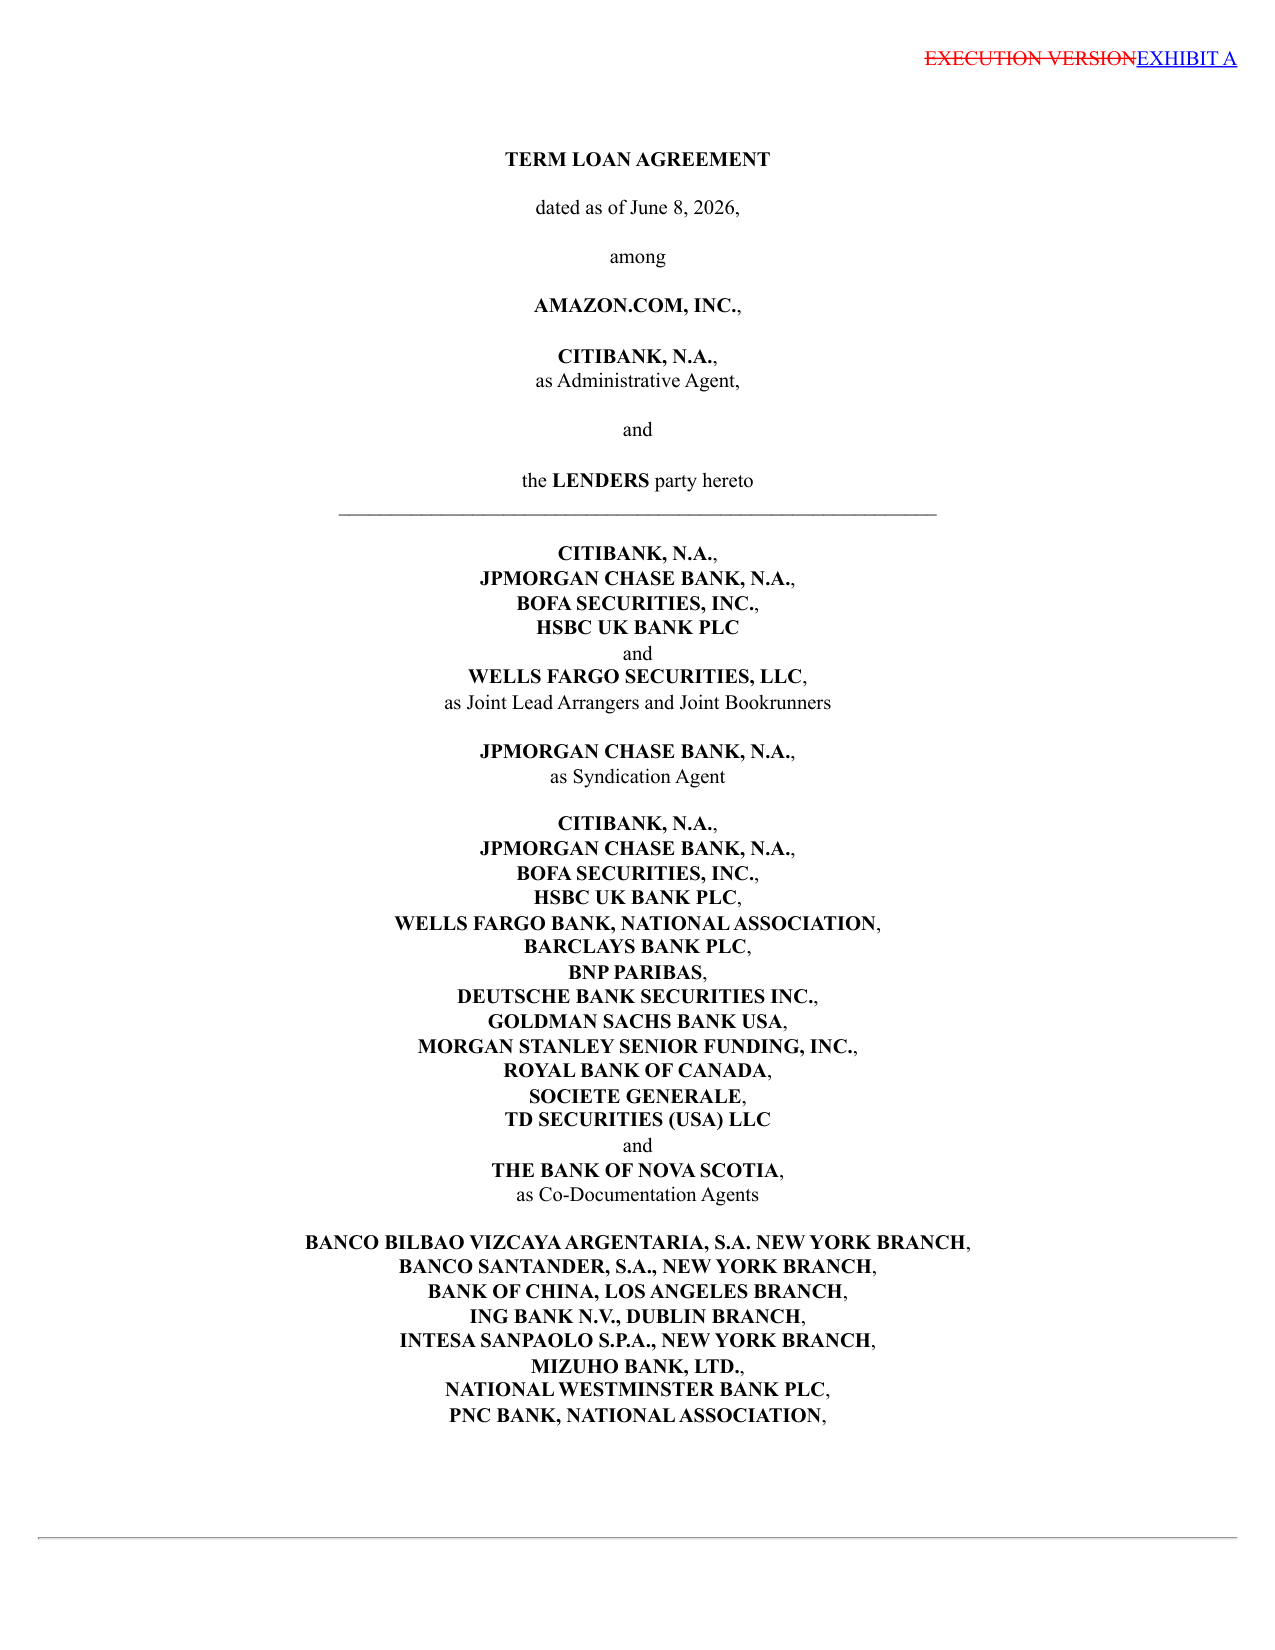 EXECUTION VERSIONEXHIBIT A
TERM LOAN AGREEMENT
dated as of June 8, 2026,
among
AMAZON.COM, INC.,
CITIBANK, N.A.,
as Administrative Agent,
and
the LENDERS party hereto
CITIBANK, N.A.,
JPMORGAN CHASE BANK, N.A.,
BOFA SECURITIES, INC.,
HSBC UK BANK PLC
and
WELLS FARGO SECURITIES, LLC,
as Joint Lead Arrangers and Joint Bookrunners
JPMORGAN CHASE BANK, N.A.,
as Syndication Agent
CITIBANK, N.A.,
JPMORGAN CHASE BANK, N.A.,
BOFA SECURITIES, INC.,
HSBC UK BANK PLC,
WELLS FARGO BANK, NATIONAL ASSOCIATION,
BARCLAYS BANK PLC,
BNP PARIBAS,
DEUTSCHE BANK SECURITIES INC.,
GOLDMAN SACHS BANK USA,
MORGAN STANLEY SENIOR FUNDING, INC.,
ROYAL BANK OF CANADA,
SOCIETE GENERALE,
TD SECURITIES (USA) LLC
and
THE BANK OF NOVA SCOTIA,
as Co-Documentation Agents
BANCO BILBAO VIZCAYA ARGENTARIA, S.A. NEW YORK BRANCH,
BANCO SANTANDER, S.A., NEW YORK BRANCH,
BANK OF CHINA, LOS ANGELES BRANCH,
ING BANK N.V., DUBLIN BRANCH,
INTESA SANPAOLO S.P.A., NEW YORK BRANCH,
MIZUHO BANK, LTD.,
NATIONAL WESTMINSTER BANK PLC,
PNC BANK, NATIONAL ASSOCIATION,